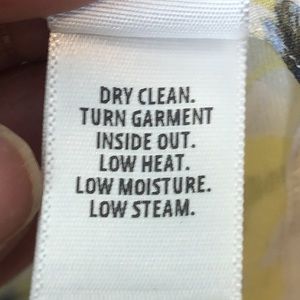 DRY CLEAN.
TURN GARMENT
INSIDE OUT.
LOW HEAT.
LOW MOISTURE.
LOW STEAM.